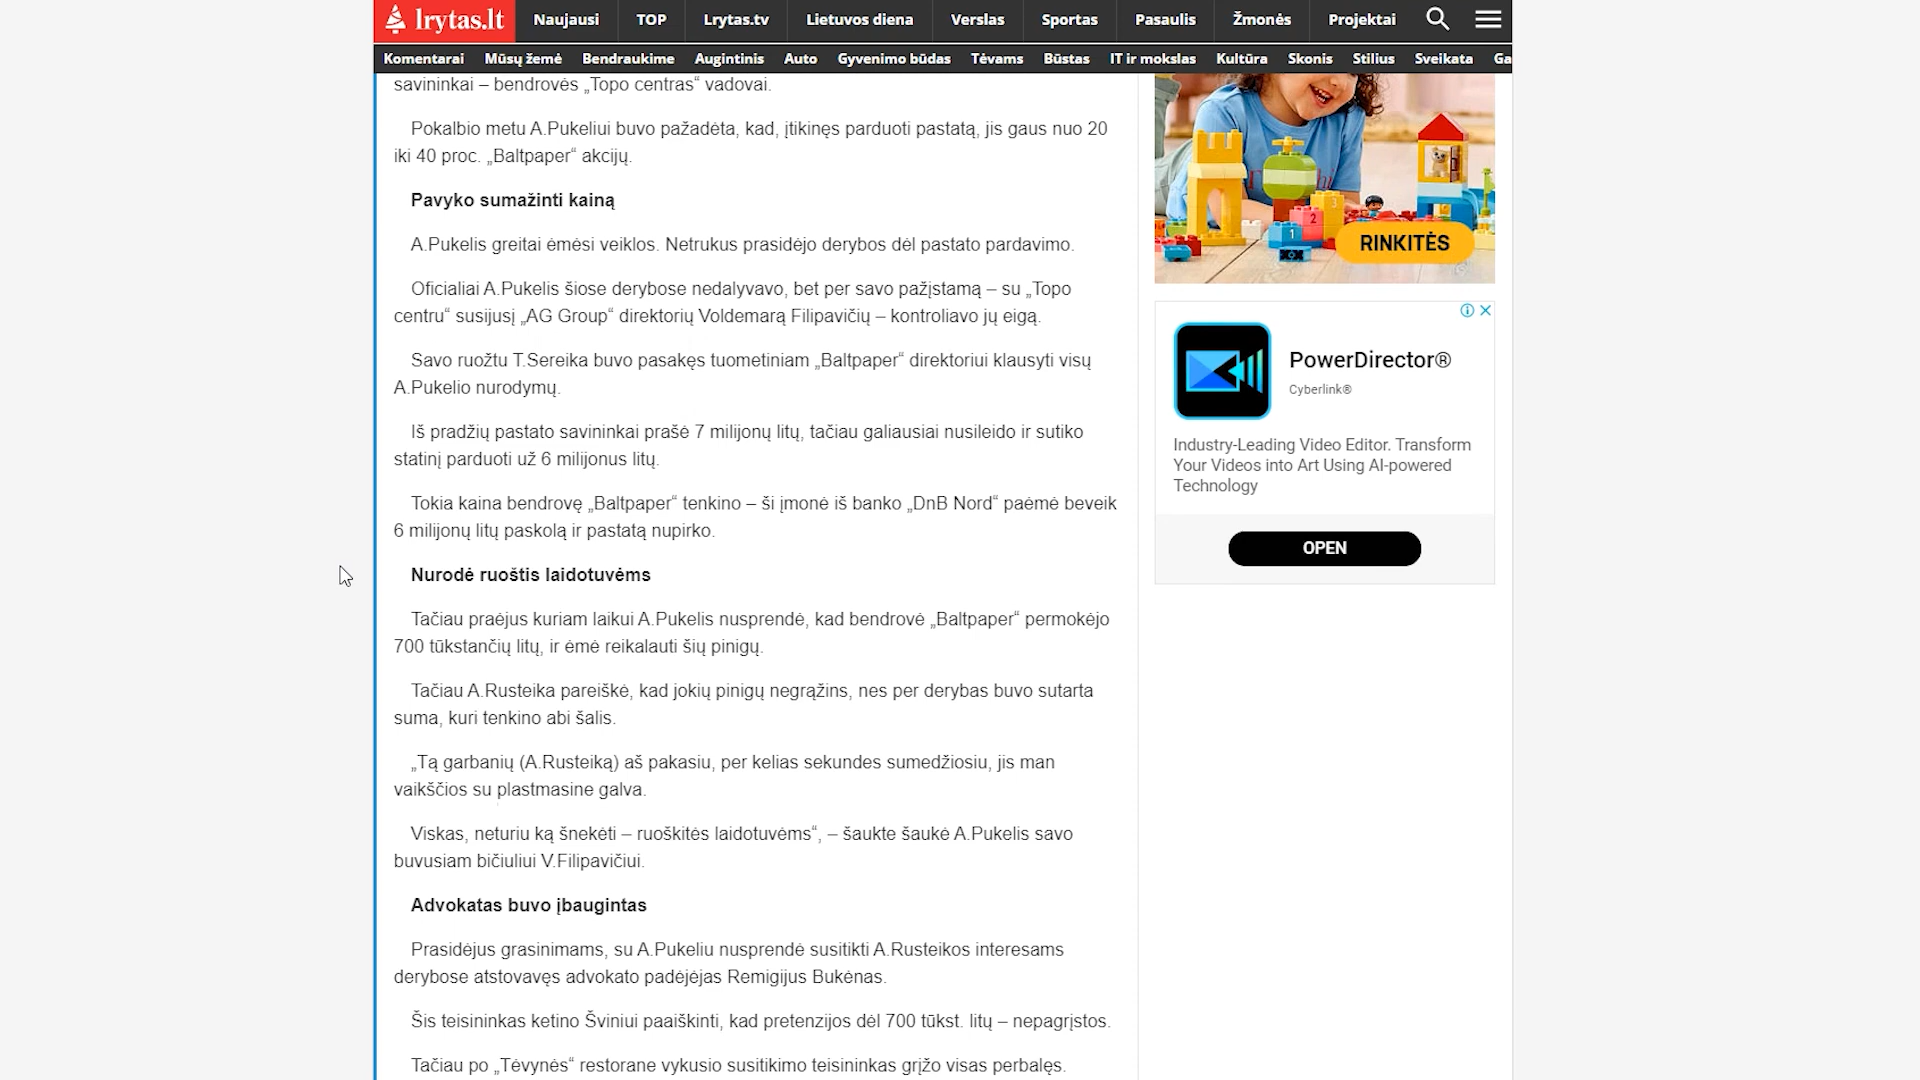 lrytas.lt Naujausi TOP Lrytas.tv Lietuvos diena Verslas Sportas Pasaulis Žmonės Projektai
Komentarai Mūsų žemė Bendraukime Augintinis Auto Gyvenimo būdas Tėvams Būstas IT ir mokslas Kultūra Skonis Stilius Sveikata Ga
savininkai – bendrovės „Topo centras“ vadovai.
Pokalbio metu A.Pukeliui buvo pažadėta, kad, įtikinęs parduoti pastatą, jis gaus nuo 20
iki 40 proc. „Baltpaper“ akcijų.
Pavyko sumažinti kainą
A.Pukelis greitai ėmėsi veiklos. Netrukus prasidėjo derybos dėl pastato pardavimo.
Oficialiai A.Pukelis šiose derybose nedalyvavo, bet per savo pažįstamą – su „Topo
centru“ susijusį „AG Group“ direktorių Voldemarą Filipavičių – kontroliavo jų eigą.
Savo ruožtu T.Sereika buvo pasakęs tuometiniam „Baltpaper“ direktoriui klausyti visų
A.Pukelio nurodymų.
Iš pradžių pastato savininkai prašė 7 milijonų litų, tačiau galiausiai nusileido ir sutiko
statinį parduoti už 6 milijonus litų.
Tokia kaina bendrovę „Baltpaper“ tenkino – ši įmonė iš banko „DnB Nord“ paėmė beveik
6 milijonų litų paskolą ir pastatą nupirko.
Nurodė ruoštis laidotuvėms
Tačiau praėjus kuriam laikui A.Pukelis nusprendė, kad bendrovė „Baltpaper“ permokėjo
700 tūkstančių litų, ir ėmė reikalauti šių pinigų.
Tačiau A.Rusteika pareiškė, kad jokių pinigų negrąžins, nes per derybas buvo sutarta
suma, kuri tenkino abi šalis.
„Tą garbanių (A.Rusteiką) aš pakasiu, per kelias sekundes sumedžiosiu, jis man
vaikščios su plastmasine galva.
Viskas, neturiu ką šnekėti – ruoškitės laidotuvėms“, – šaukte šaukė A.Pukelis savo
buvusiam bičiuliui V.Filipavičiui.
Advokatas buvo įbaugintas
Prasidėjus grasinimams, su A.Pukeliu nusprendė susitikti A.Rusteikos interesams
derybose atstovavęs advokato padėjėjas Remigijus Bukėnas.
Šis teisininkas ketino Šviniui paaiškinti, kad pretenzijos dėl 700 tūkst. litų – nepagrįstos.
Tačiau po „Tėvynės“ restorane vykusio susitikimo teisininkas grįžo visas perbalęs.
3
2
1
RINKITĖS
PowerDirector®
Cyberlink®
Industry-Leading Video Editor. Transform
Your Videos into Art Using AI-powered
Technology
OPEN